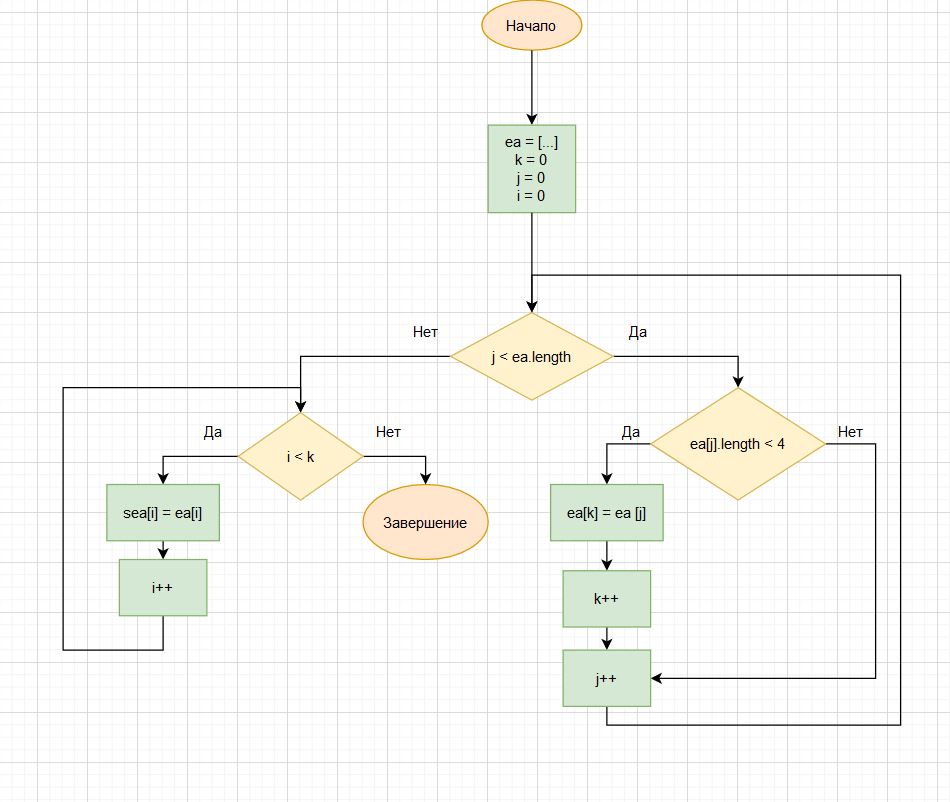 Начало
ea = [...]
k = 0
j = 0
i = 0
Нет
Да
j < ea.length
Да
Нет
i < k
Да
Нет
ea[j].length < 4
sea[i] = ea[i]
Завершение
ea[k] = ea [j]
i++
k++
j++